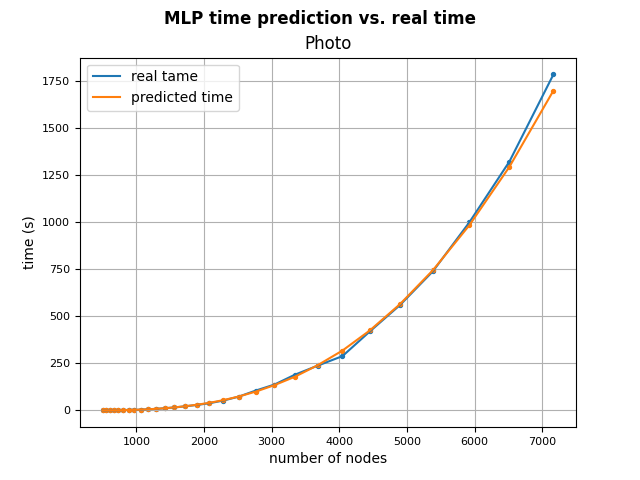 MLP time prediction vs. real time
Photo
real tame
predicted time
time (s)
1750
1500
1250
1000
750
500
250
0
1000 2000 3000 4000 5000 6000 7000
number of nodes